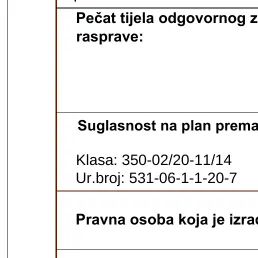 Pečat tijela odgovornog z
rasprave:
Suglasnost na plan prema
Klasa: 350-02/20-11/14
Ur.broj: 531-06-1-1-20-7
Pravna osoba koja je izra